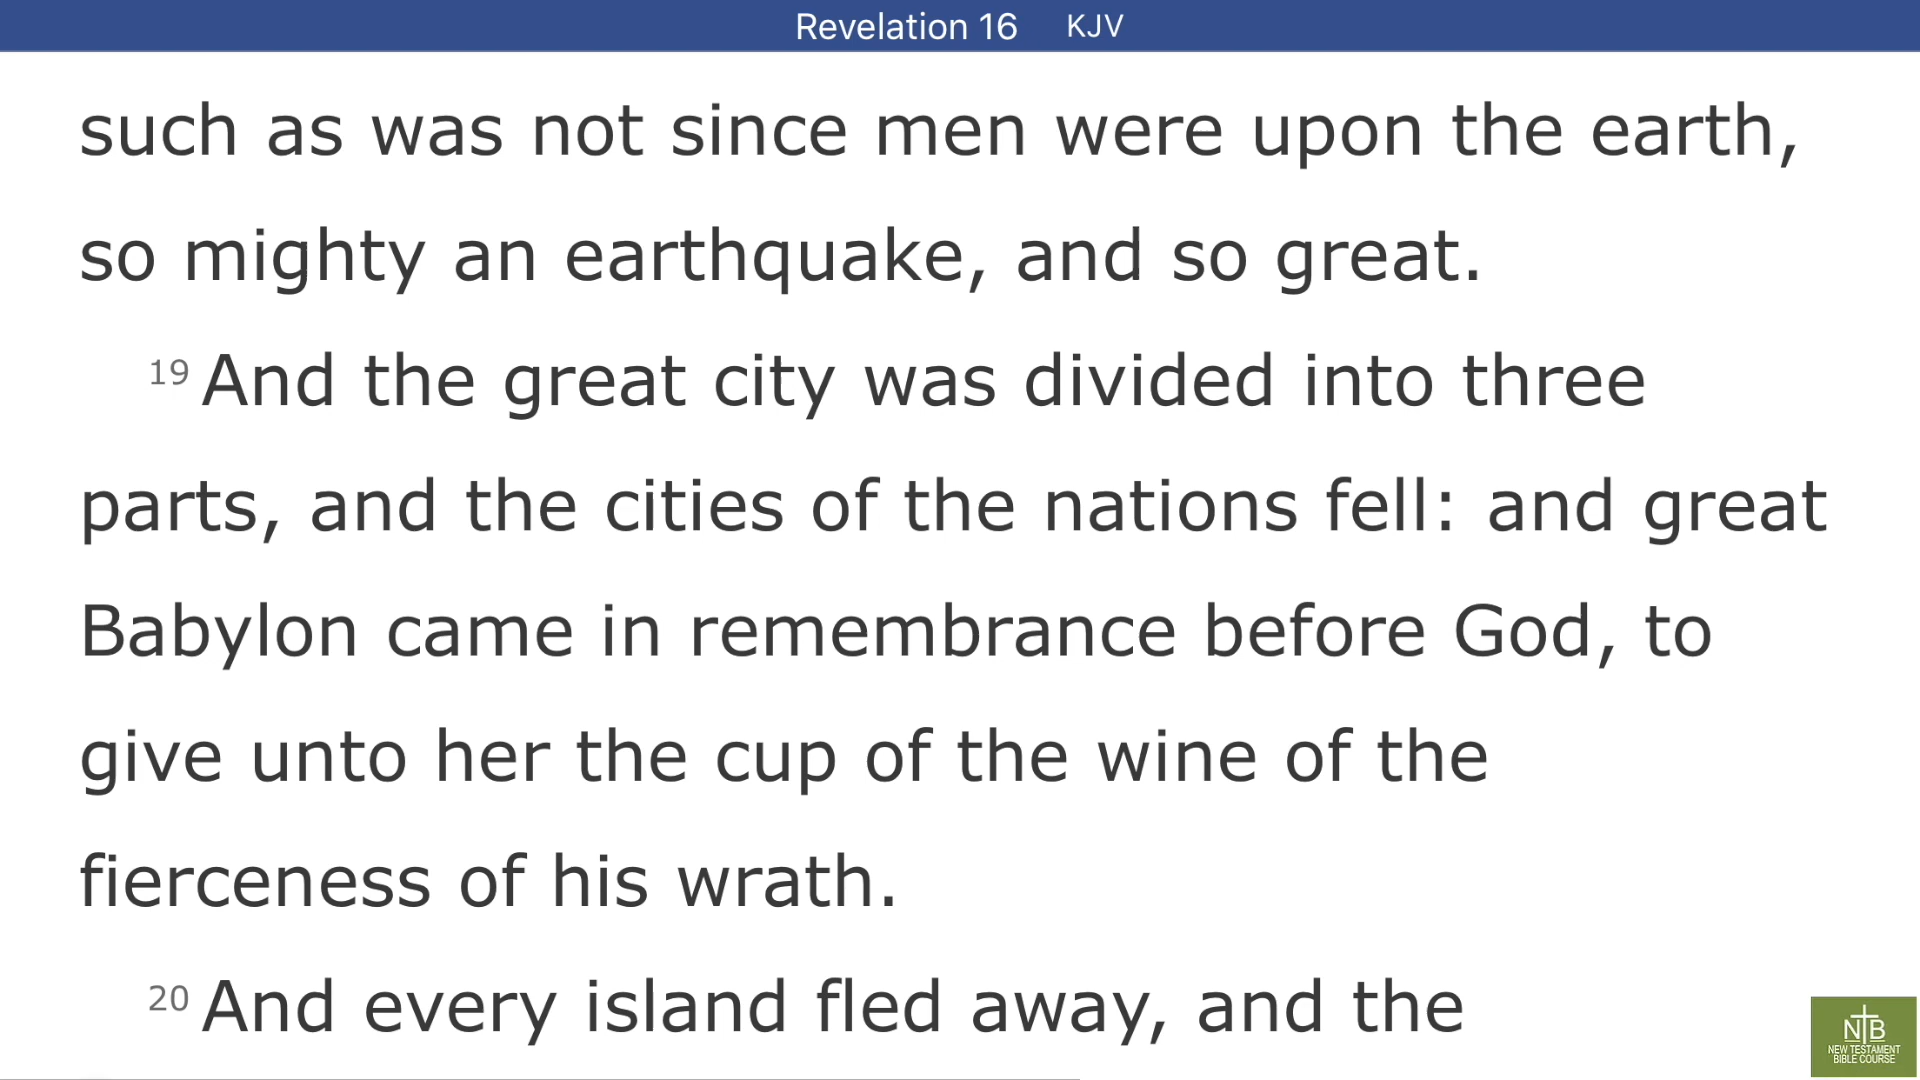 Revelation 16 KJV
such as was not since men were upon the earth,
so mighty an earthquake, and so great.
19 And the great city was divided into three
parts, and the cities of the nations fell: and great
Babylon came in remembrance before God, to
give unto her the cup of the wine of the
fierceness of his wrath.
20 And every island fled away, and the
NTB
NEW TESTAMENT
BIBLE COURSE